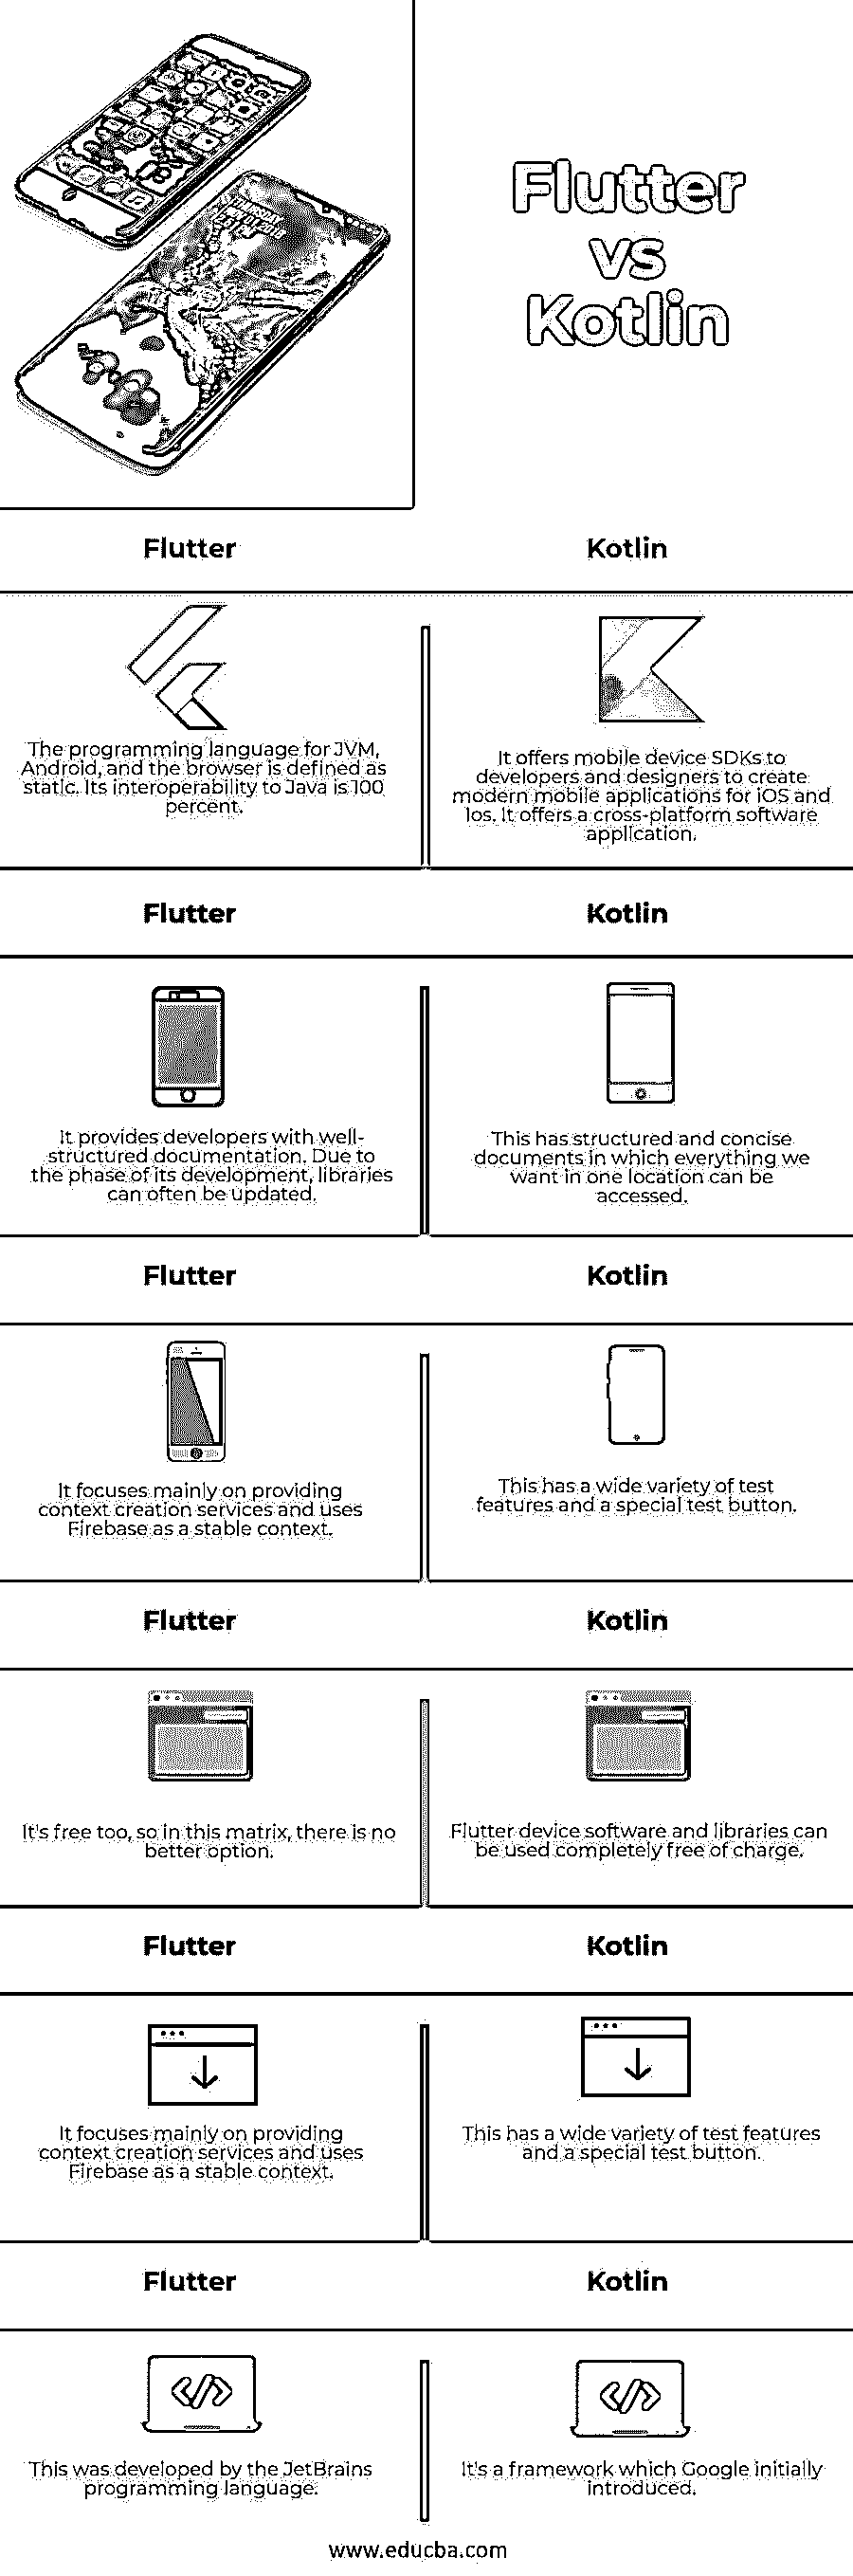 Flutter
vs
Kotlin
Flutter
Kotlin
The programming language for JVM,
Android, and the browser is defined as
static. Its interoperability to Java is 100
percent.
It offers mobile device SDKs to
developers and designers to create
modern mobile applications for iOS and
Ios. It offers a cross-platform software
application.
Flutter
Kotlin
It provides developers with well-
structured documentation. Due to
the phase of its development, libraries
can often be updated.
This has structured and concise
documents in which everything we
want in one location can be
accessed.
Flutter
Kotlin
It focuses mainly on providing
context creation services and uses
Firebase as a stable context.
This has a wide variety of test
features and a special test button.
Flutter
Kotlin
It's free too, so in this matrix, there is no
better option.
Flutter device software and libraries can
be used completely free of charge.
Flutter
Kotlin
It focuses mainly on providing
context creation services and uses
Firebase as a stable context.
This has a wide variety of test features
and a special test button.
Flutter
Kotlin
This was developed by the JetBrains
programming language.
It's a framework which Google initially
introduced.
www.educba.com